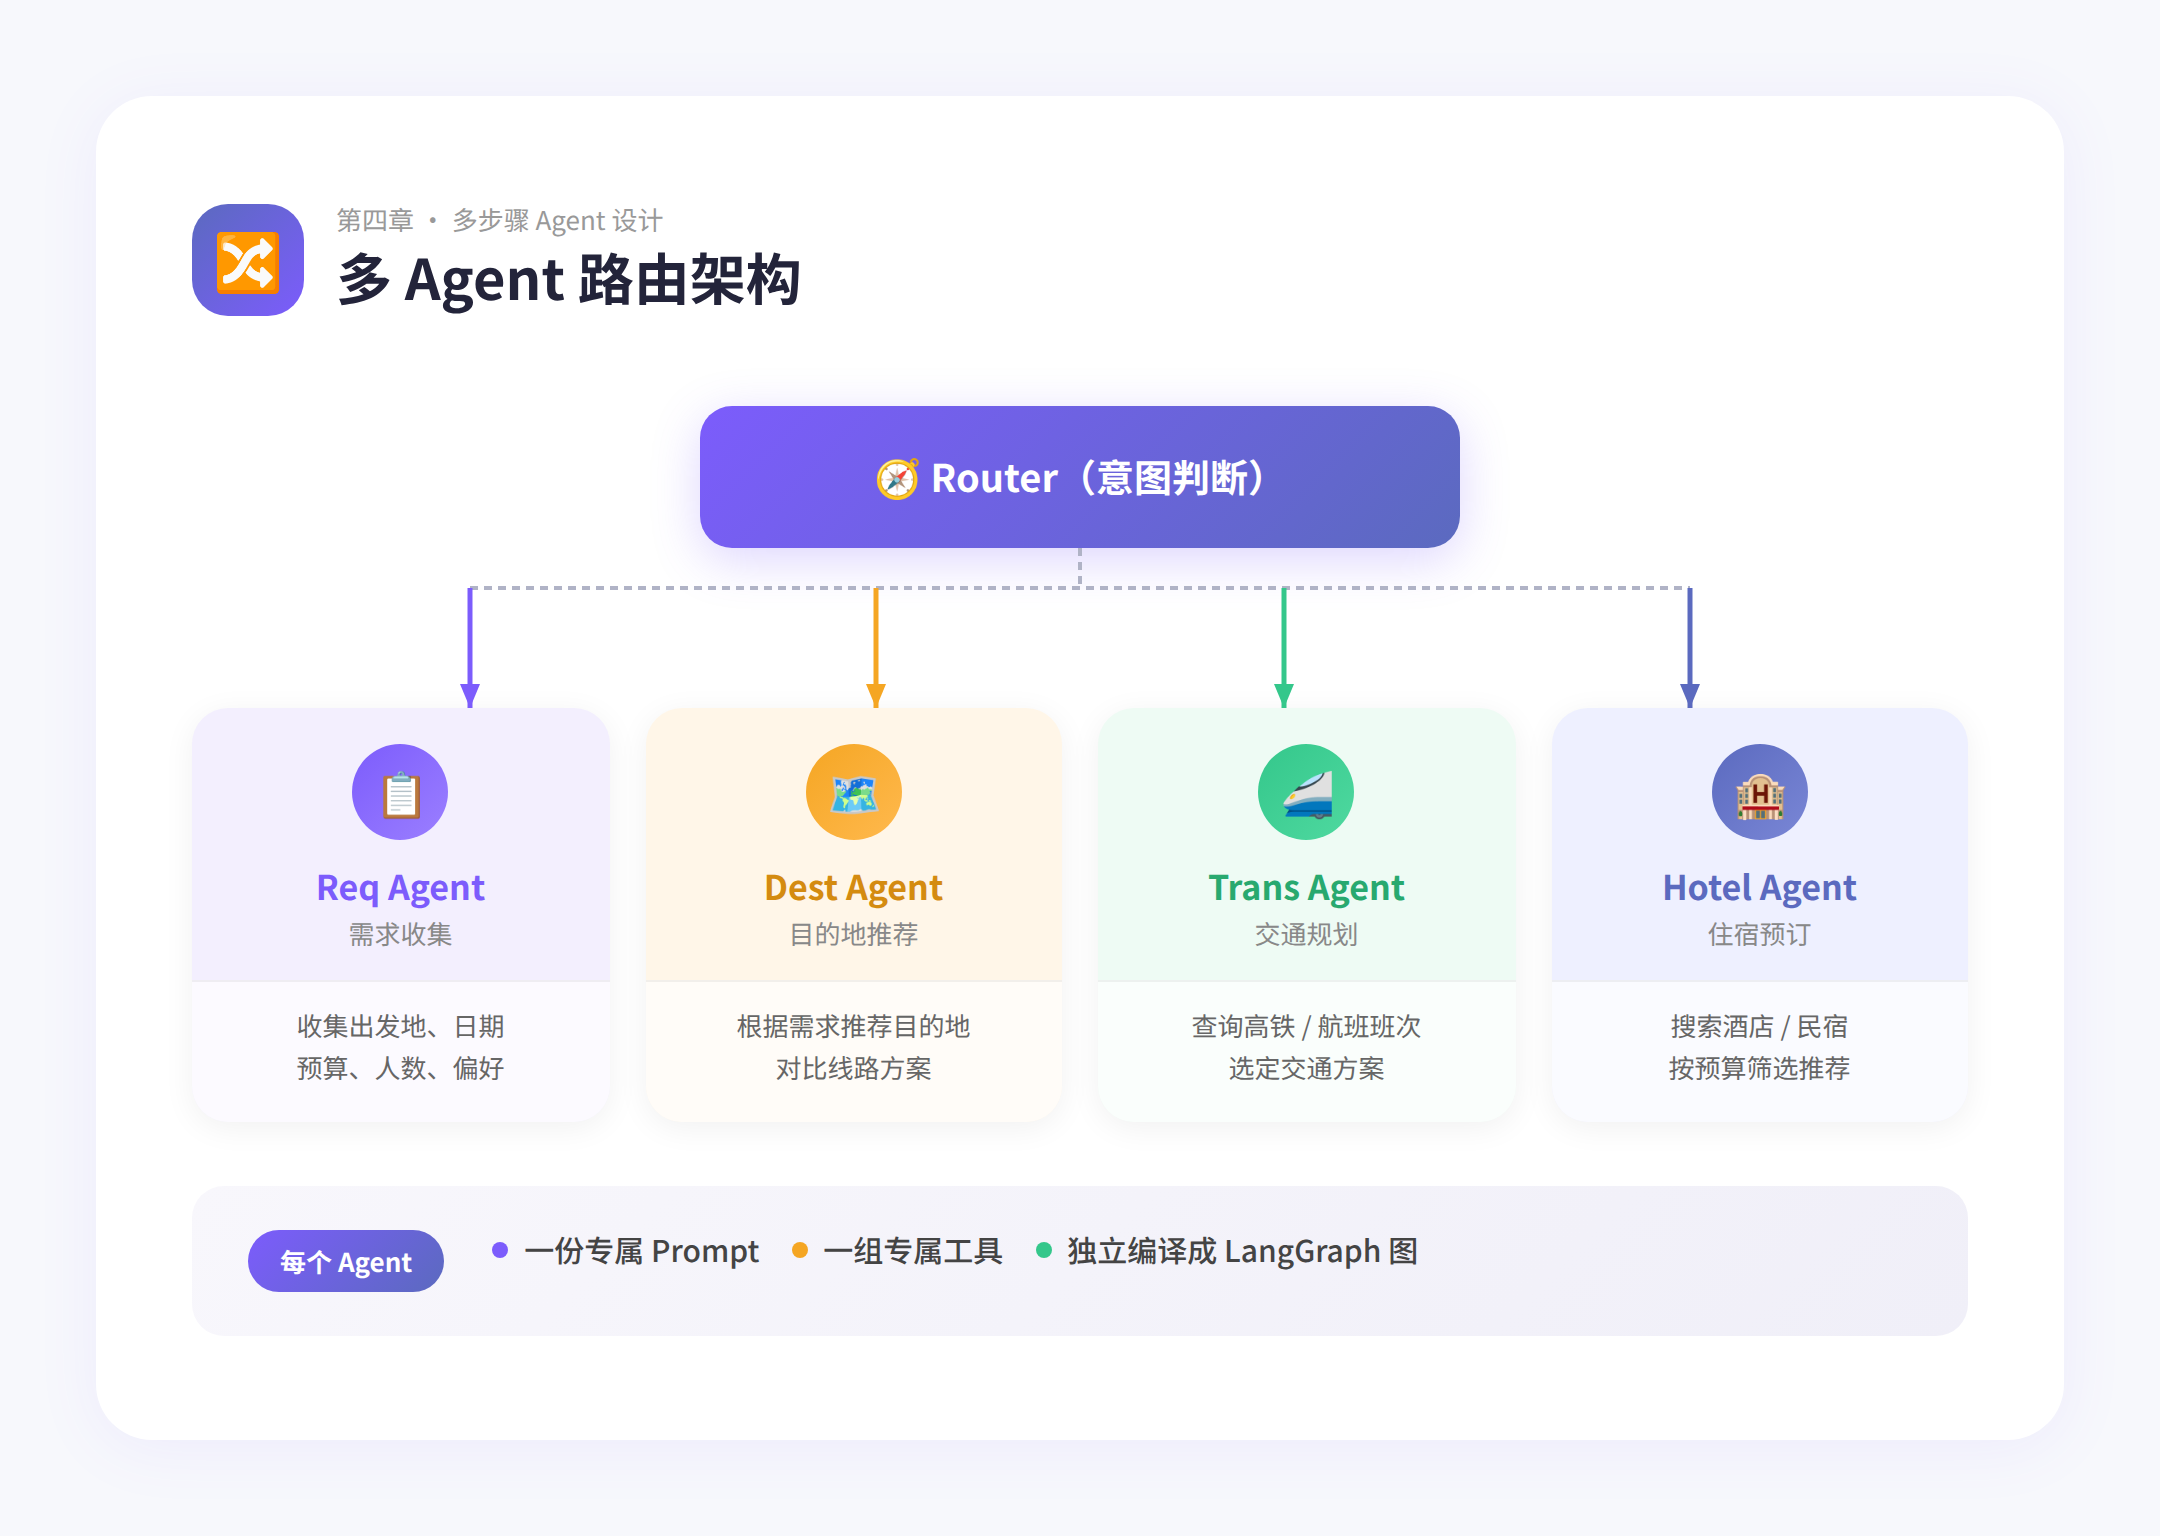 第四章 · 多步骤 Agent 设计
多 Agent 路由架构
Router（意图判断）
Req Agent
需求收集
收集出发地、日期
预算、人数、偏好
Dest Agent
目的地推荐
根据需求推荐目的地
对比线路方案
Trans Agent
交通规划
查询高铁 / 航班班次
选定交通方案
Hotel Agent
住宿预订
搜索酒店 / 民宿
按预算筛选推荐
每个 Agent
一份专属 Prompt
一组专属工具
独立编译成 LangGraph 图